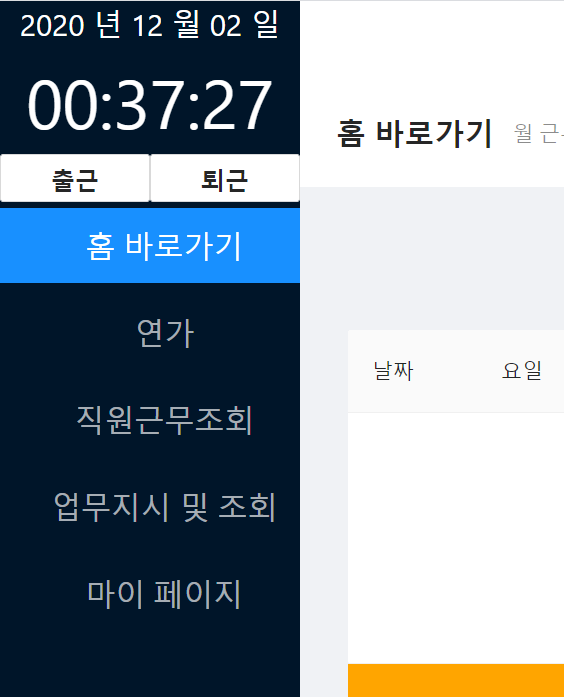 2020 년 12 월 02 일
00:37:27
출근 퇴근
홈 바로가기
연가
직원근무조회
업무지시 및 조회
마이 페이지
홈 바로가기 월
날짜 요일